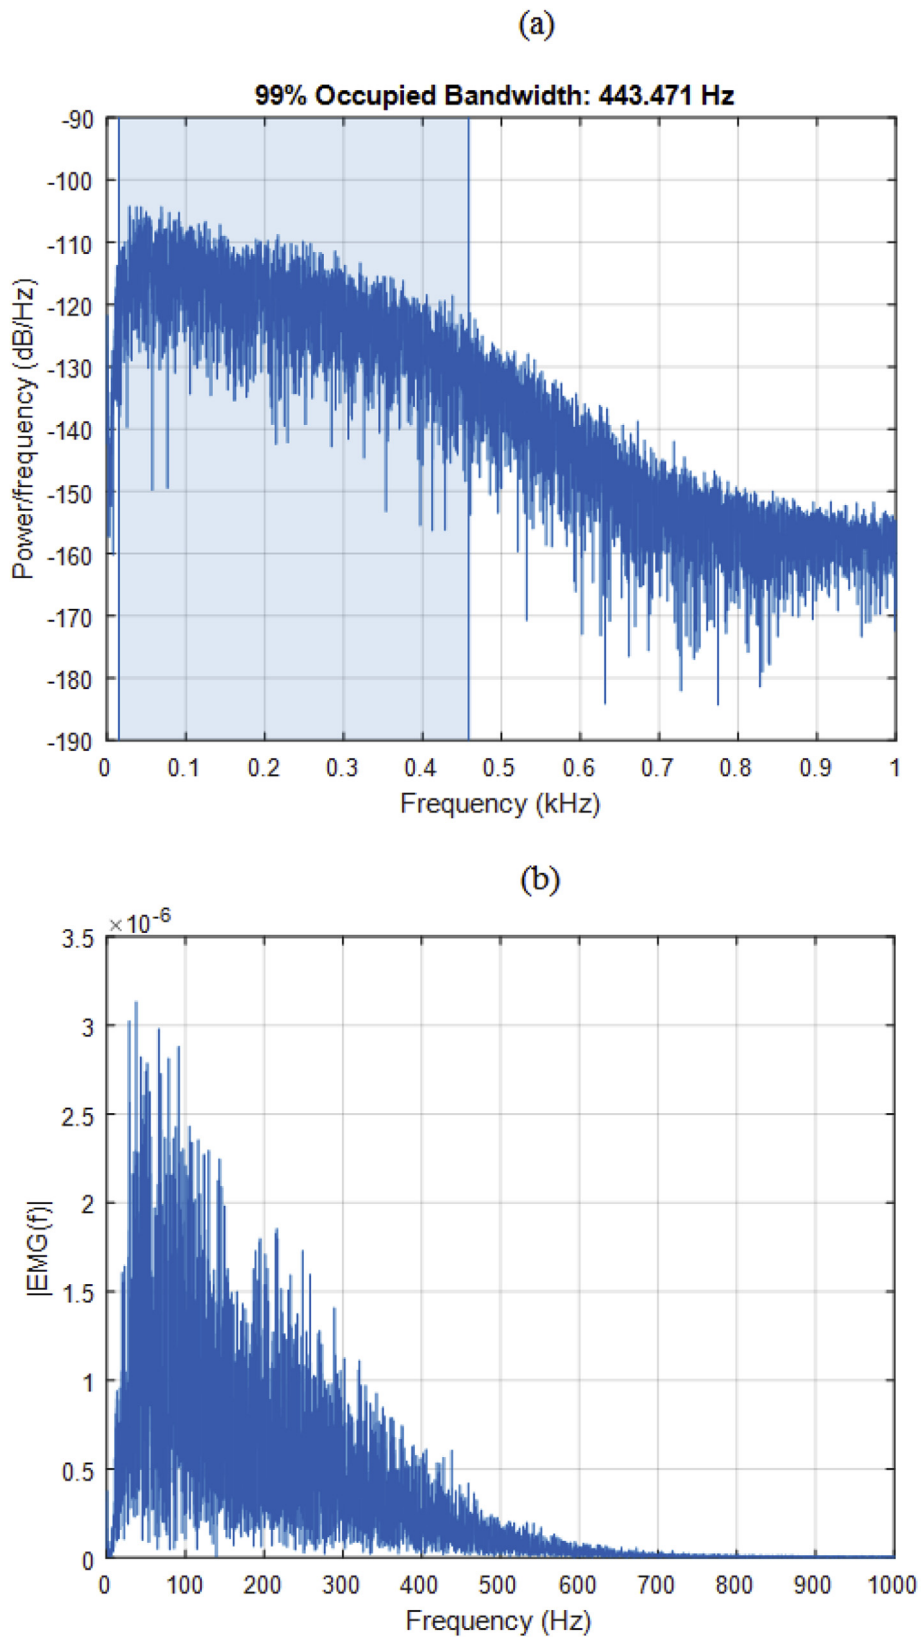 (a)
99% Occupied Bandwidth: 443.471 Hz
-90
-100
-110
-120
-130
-140
-150
-160
-170
-180
-190
Power/frequency (dB/Hz)
0 0.1 0.2 0.3 0.4 0.5 0.6 0.7 0.8 0.9 1
Frequency (kHz)
(b)
×10-6
3.5
3
2.5
2
1.5
1
0.5
0
|EMG(f)|
0 100 200 300 400 500 600 700 800 900 1000
Frequency (Hz)